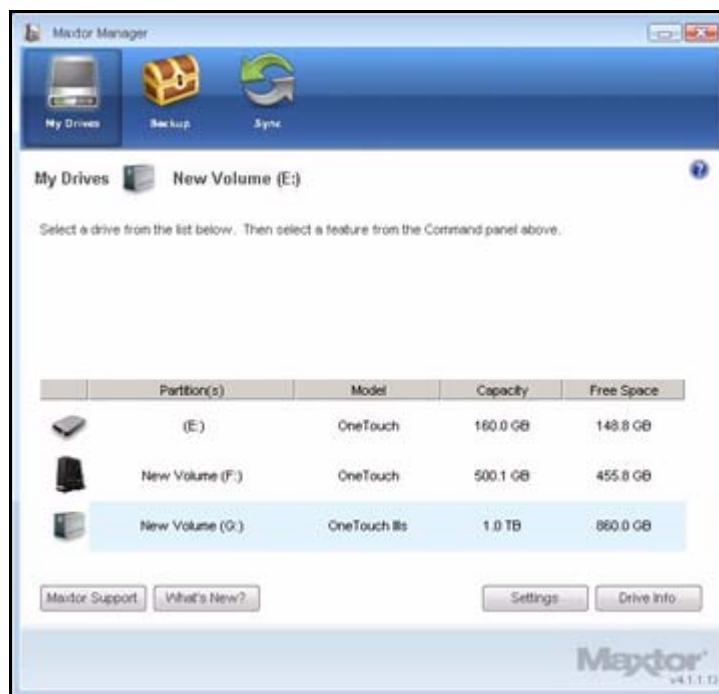 Maxtor Manager
My Drives Backup Sync
My Drives New Volume (E:)
Select a drive from the list below. Then select a feature from the Command panel above.
Partition(s) Model Capacity Free Space
(E:) OneTouch 160.0 GB 148.8 GB
New Volume (F:) OneTouch 500.1 GB 455.8 GB
New Volume (G:) OneTouch IIIs 1.0 TB 860.0 GB
Maxtor Support What's New? Settings Drive Info
Maxtor